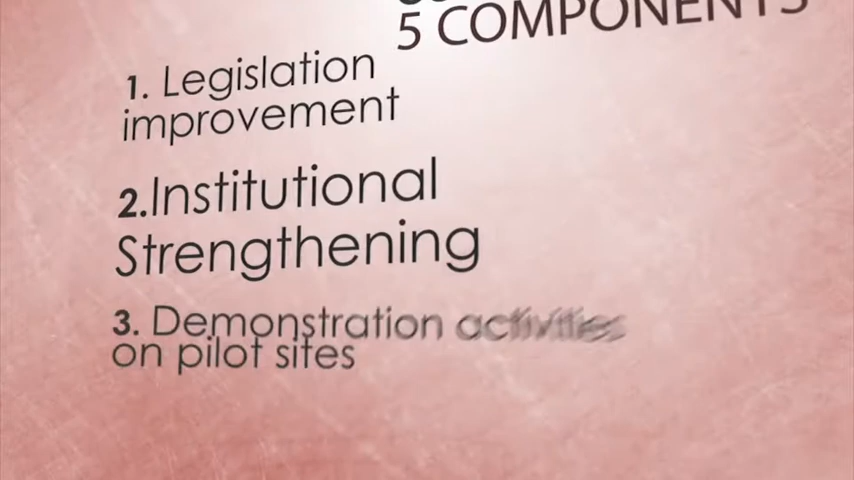 5 COMPONENTS
1. Legislation
improvement
2.Institutional
Strengthening
3. Demonstration activities
on pilot sites